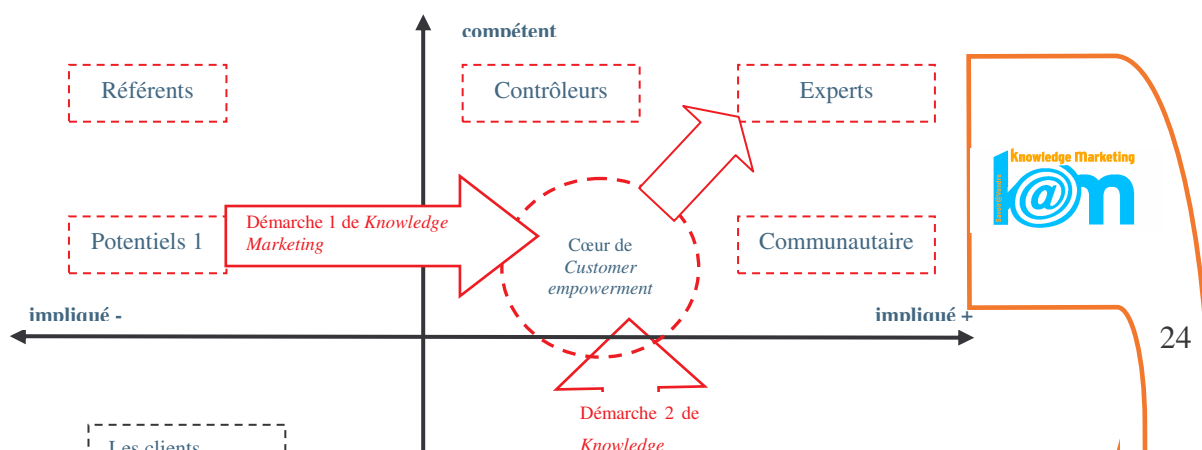 compétent
Référents
Contrôleurs
Experts
Knowledge Marketing
k@m
Démarche 1 de Knowledge
Marketing
Potentiels 1
Cœur de
Customer
empowerment
Communautaire
impliqué -
impliqué +
24
Démarche 2 de
Knowledge
Les clients